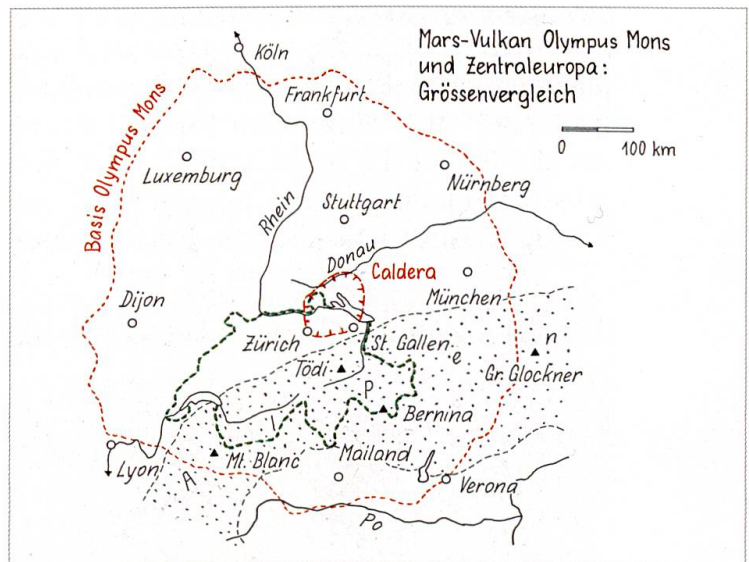 Mars-Vulkan Olympus Mons
und Zentraleuropa:
Grössenvergleich
0 100 km
Köln
Frankfurt
Basis Olympus Mons
Luxemburg
Nürnberg
Rhein
Stuttgart
Donau
Caldera
München
Dijon
Zürich
St. Gallen
Tödi
Gr. Glockner
Bernina
A l p e n
Lyon
Mt. Blanc
Mailand
Verona
Po